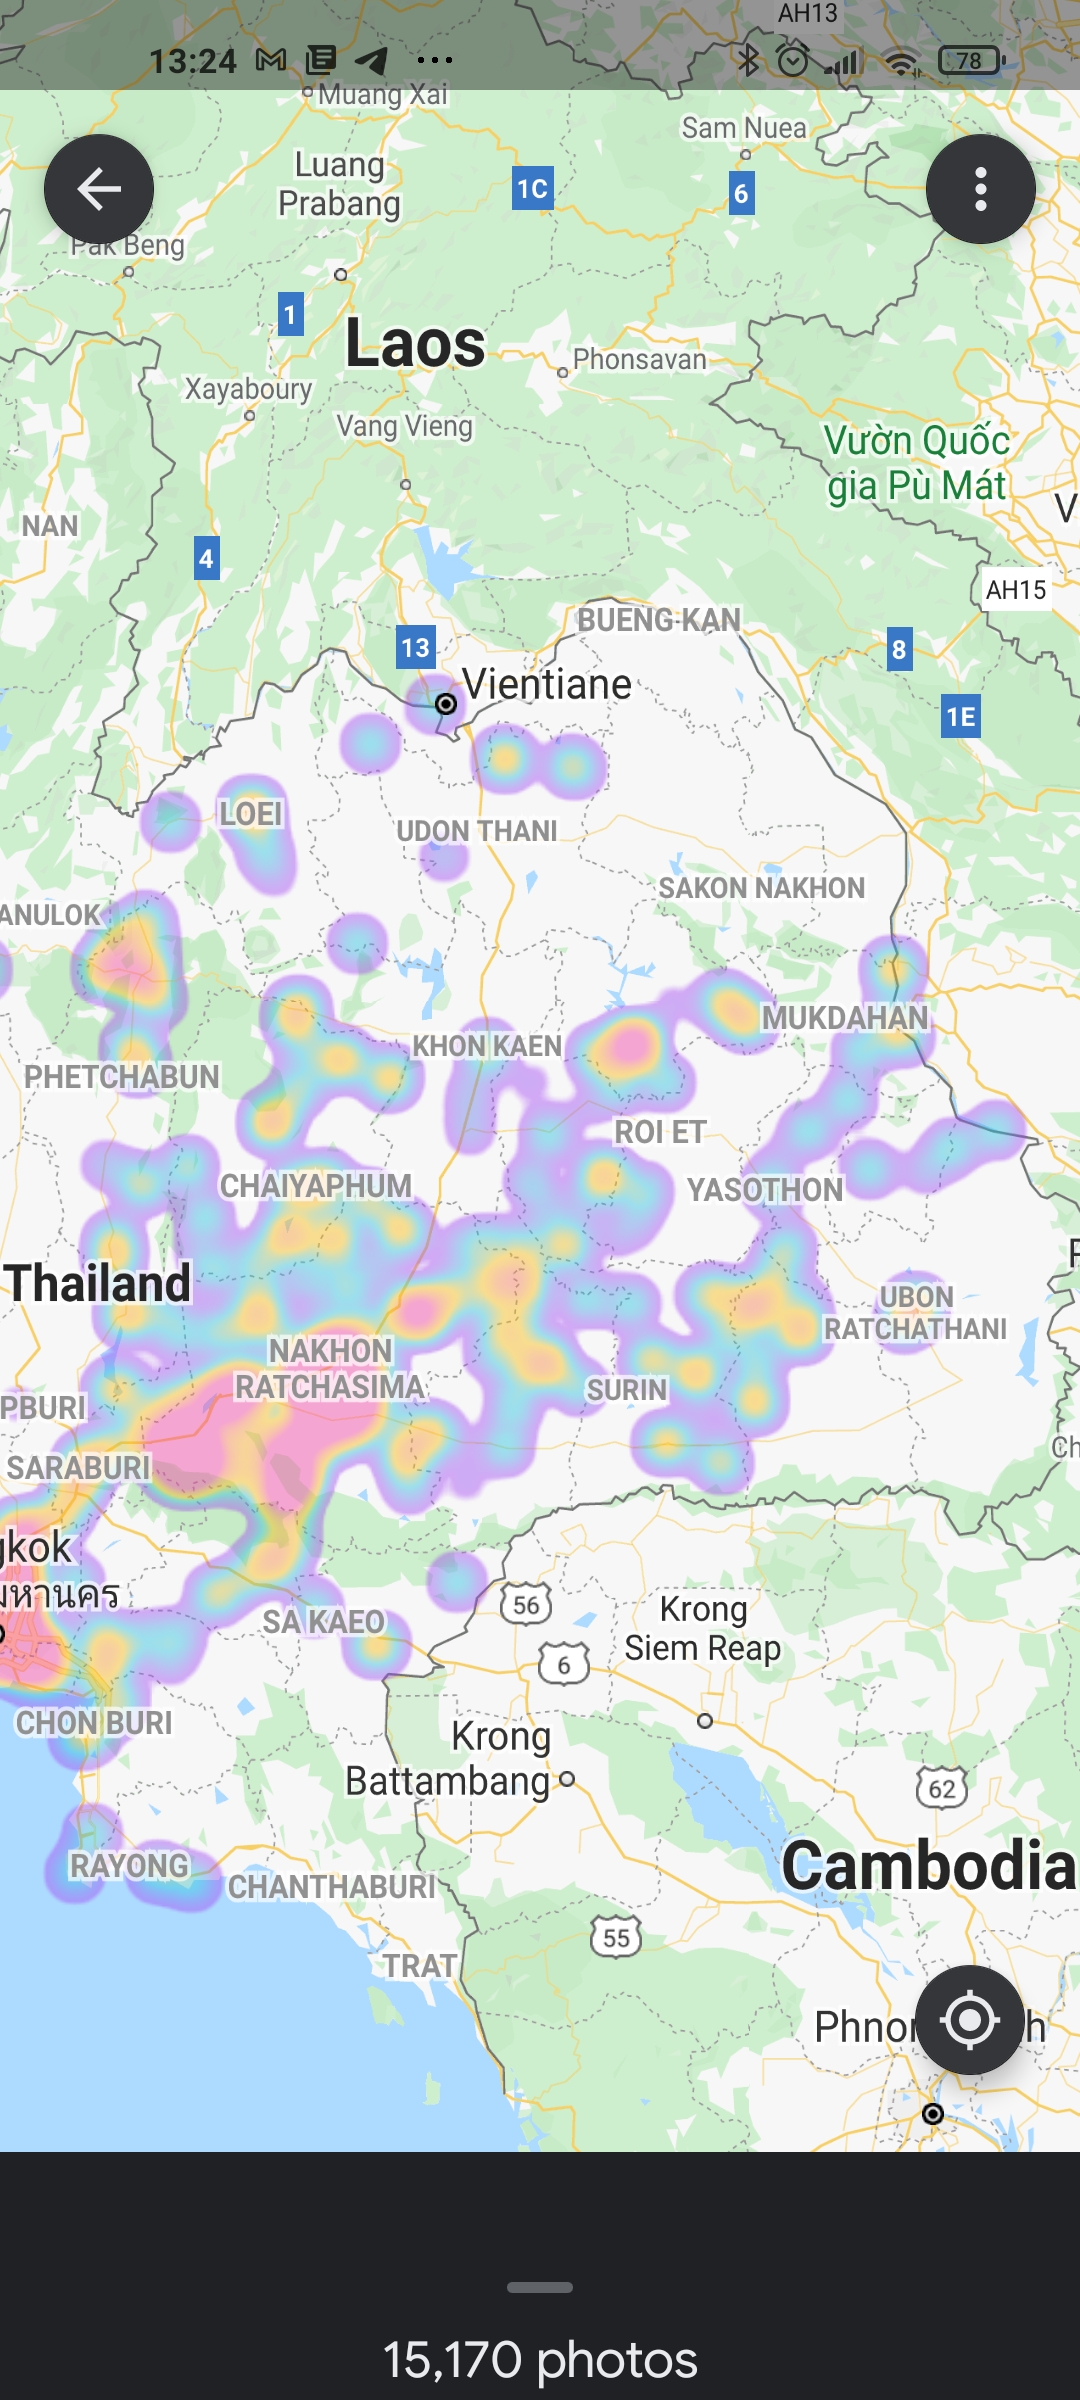 AH13
13:24
78
Muang Xai
Sam Nuea
Luang
Prabang
1C
6
Pak Beng
1
Laos
Phonsavan
Xayaboury
Vang Vieng
Vườn Quốc
gia Pù Mát
V
NAN
4
AH15
BUENG KAN
13
8
Vientiane
1E
LOEI
UDON THANI
SAKON NAKHON
ANULOK
MUKDAHAN
KHON KAEN
PHETCHABUN
ROI ET
CHAIYAPHUM
YASOTHON
Thailand
UBON
RATCHATHANI
NAKHON
RATCHASIMA
SURIN
PBURI
Ch
SARABURI
gkok
มหานคร
56
Krong
Siem Reap
SA KAEO
6
CHON BURI
Krong
Battambang
62
Cambodia
RAYONG
CHANTHABURI
55
TRAT
Phnom
h
15,170 photos